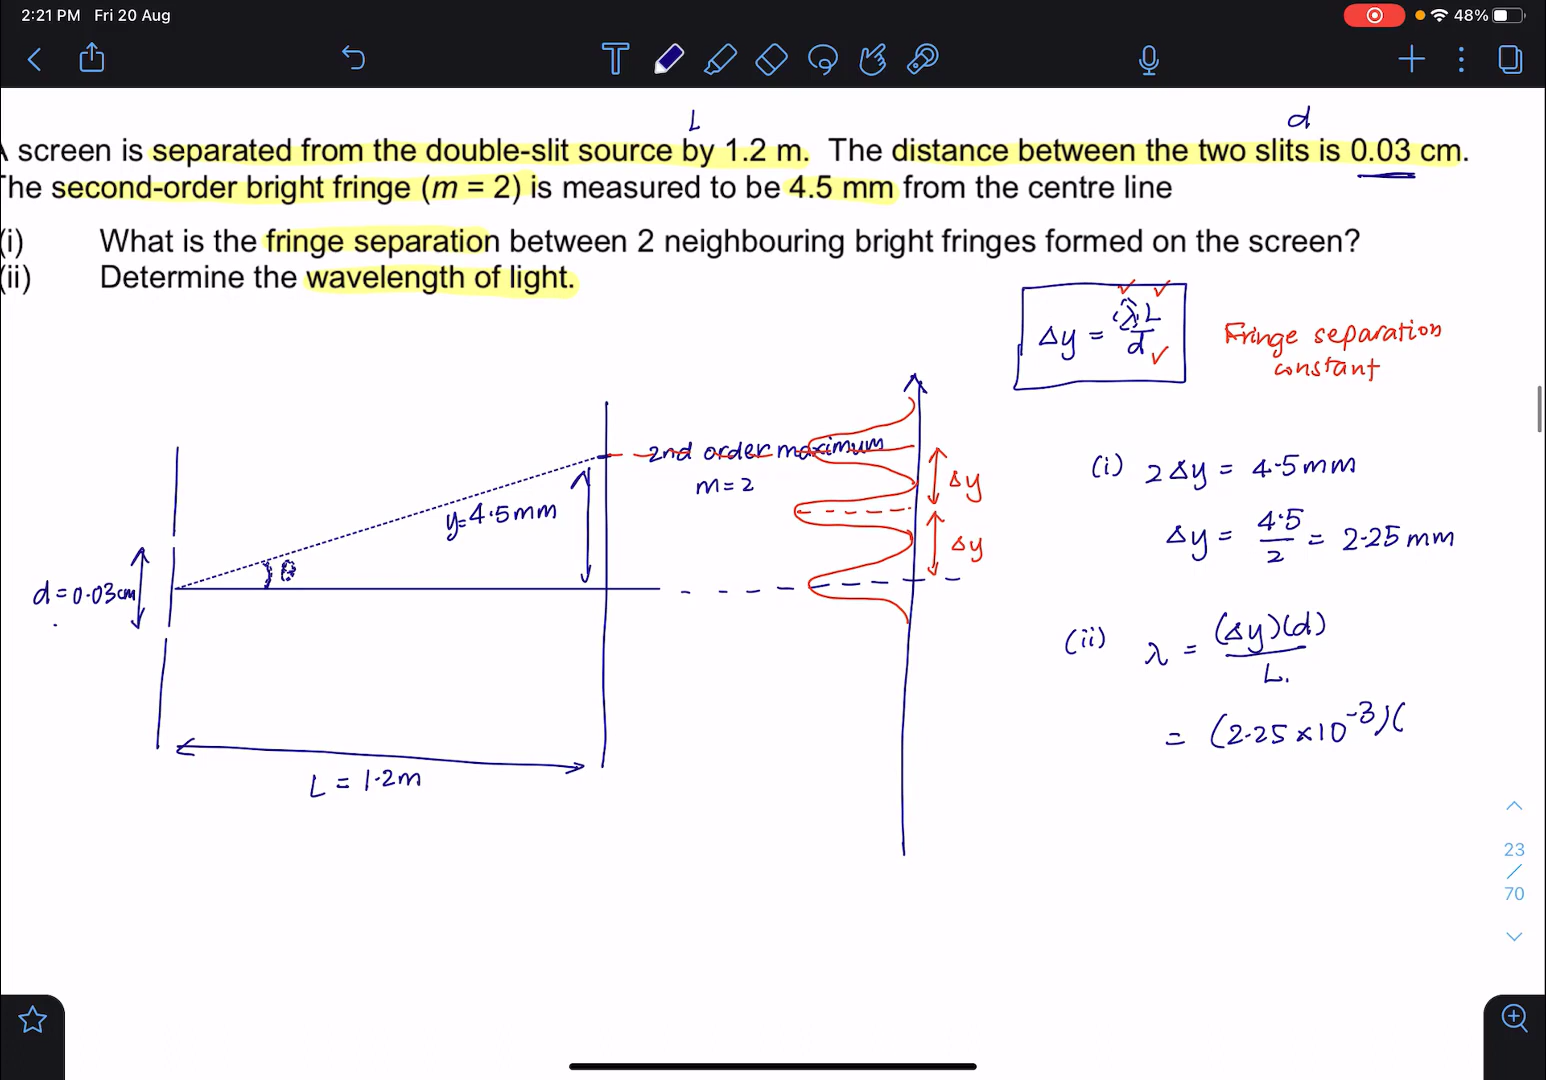 2:21 PM Fri 20 Aug
48%
T
L
d
screen is separated from the double-slit source by 1.2 m. The distance between the two slits is 0.03 cm.
he second-order bright fringe (m = 2) is measured to be 4.5 mm from the centre line
(i) What is the fringe separation between 2 neighbouring bright fringes formed on the screen?
(ii) Determine the wavelength of light.
Δy = λL/d
Fringe separation
constant
2nd order maximum
m=2
y=4.5mm
θ
d=0.03cm
L = 1.2m
Δy
Δy
(i) 2Δy = 4.5mm
Δy = 4.5/2 = 2.25mm
(ii) λ = (Δy)(d)/L.
= (2.25×10⁻³)(
23
/
70